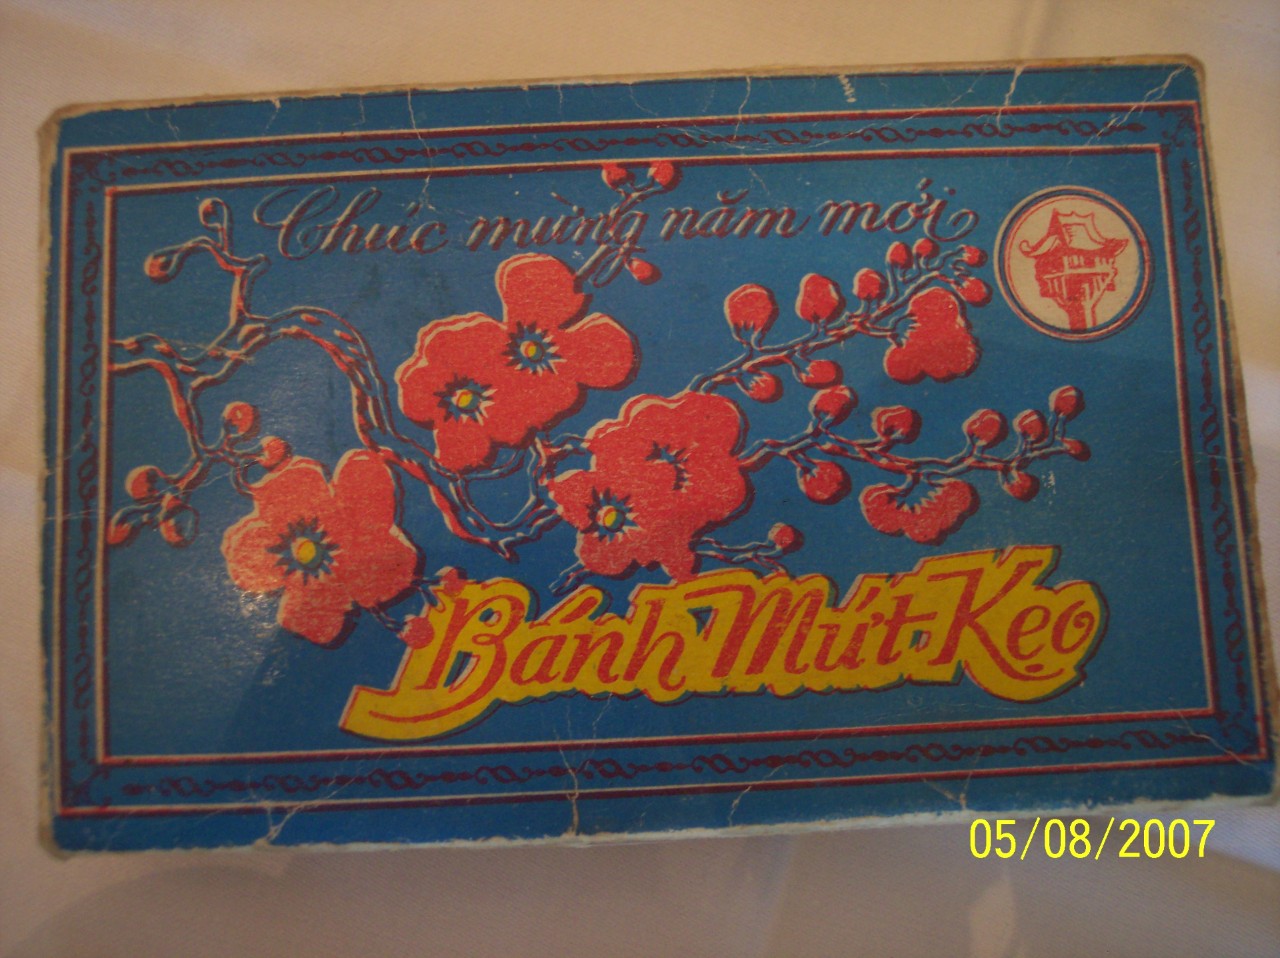 Chúc mừng năm mới
Bánh Mứt Kẹo
05/08/2007